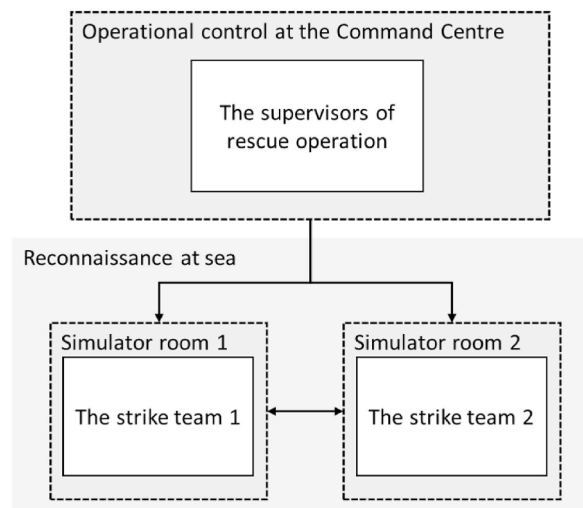 Operational control at the Command Centre
The supervisors of
rescue operation
Reconnaissance at sea
Simulator room 1
The strike team 1
Simulator room 2
The strike team 2